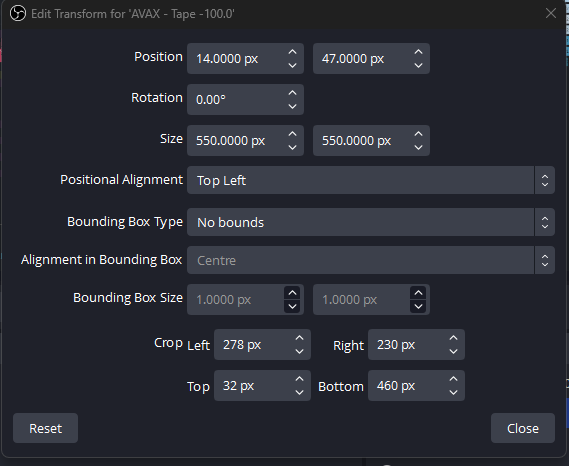 Edit Transform for 'AVAX - Tape -100.0'
Position 14.0000 px 47.0000 px
Rotation 0.00°
Size 550.0000 px 550.0000 px
Positional Alignment Top Left
Bounding Box Type No bounds
Alignment in Bounding Box Centre
Bounding Box Size 1.0000 px 1.0000 px
Crop Left 278 px Right 230 px
Top 32 px Bottom 460 px
Reset Close